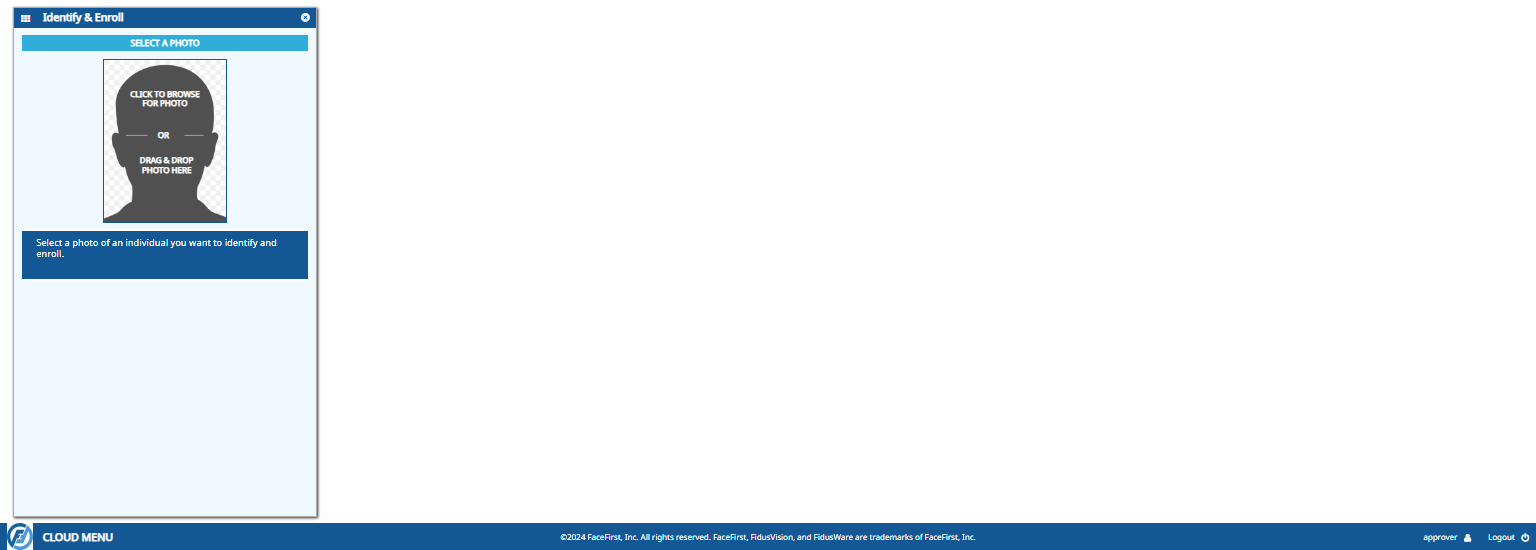 Identify & Enroll
SELECT A PHOTO
CLICK TO BROWSE
FOR PHOTO
OR
DRAG & DROP
PHOTO HERE
Select a photo of an individual you want to identify and
enroll.
CLOUD MENU
©2024 FaceFirst, Inc. All rights reserved. FaceFirst, FidusVision, and FidusWare are trademarks of FaceFirst, Inc.
approver
Logout